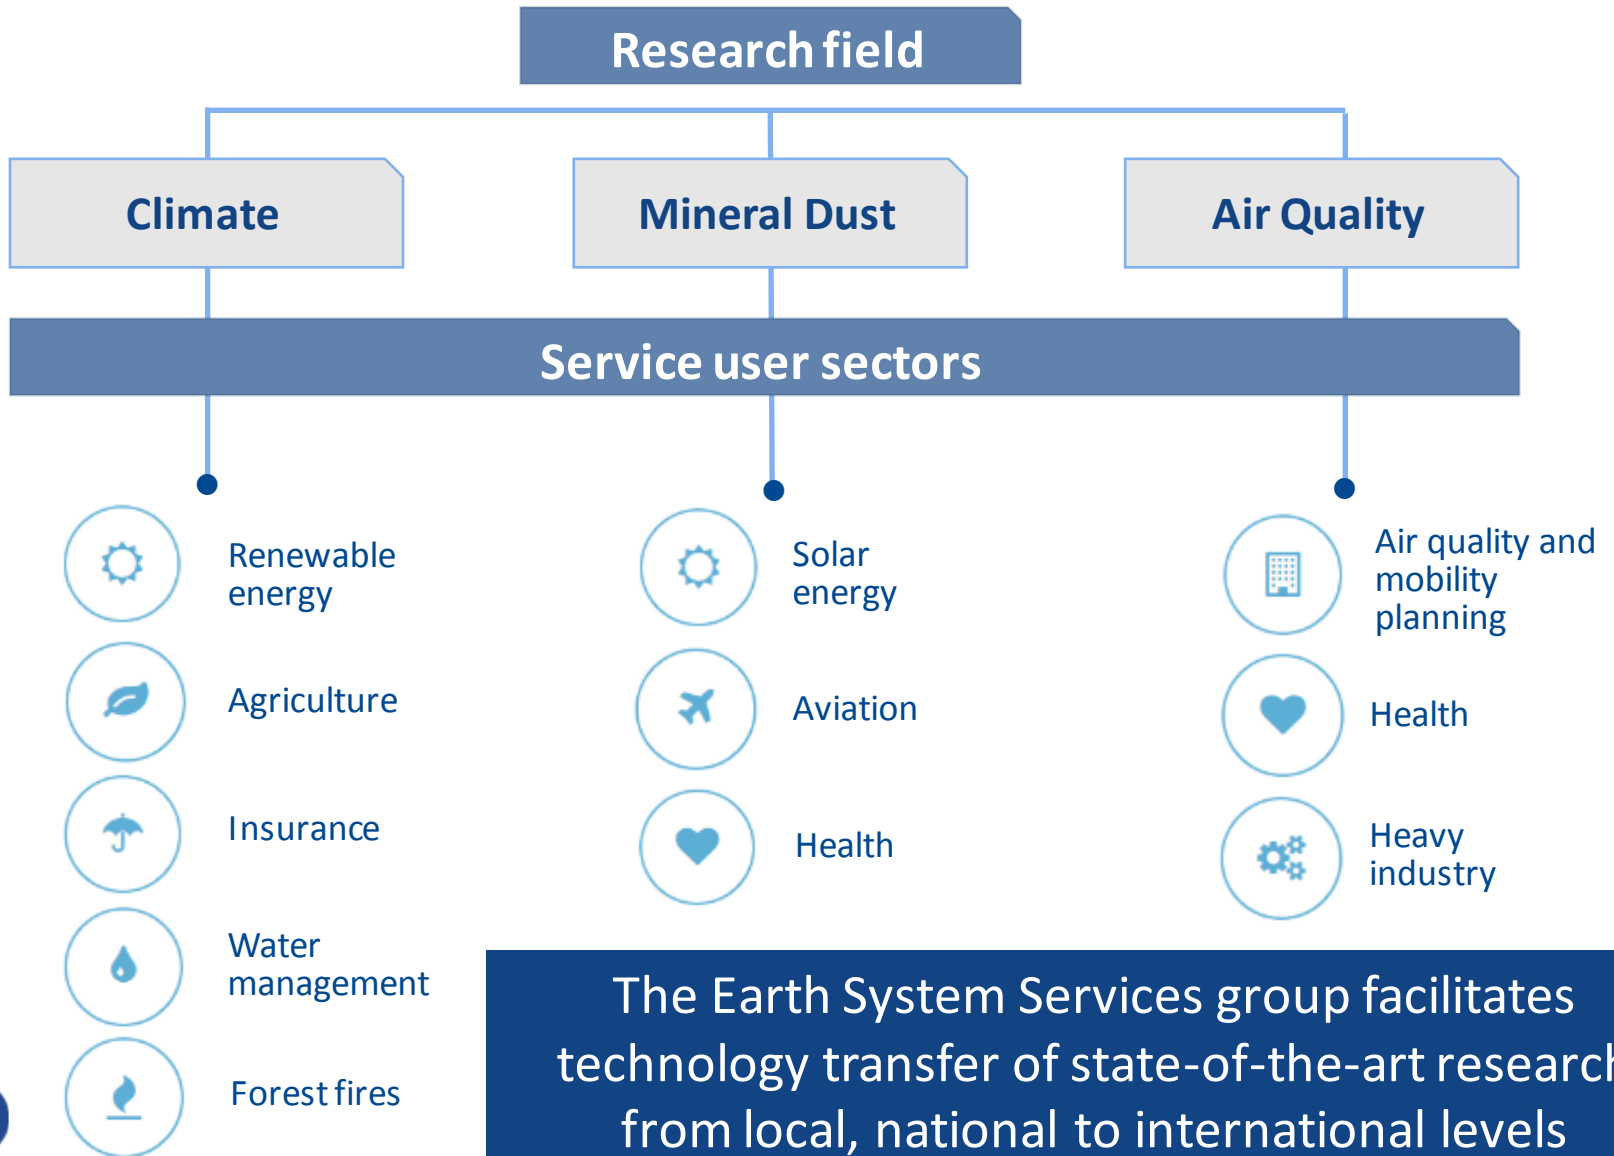 Research field
Climate
Mineral Dust
Air Quality
Service user sectors
Renewable
energy
Agriculture
Insurance
Water
management
Forest fires
Solar
energy
Aviation
Health
Air quality and
mobility
planning
Health
Heavy
industry
The Earth System Services group facilitates
technology transfer of state-of-the-art research
from local, national to international levels